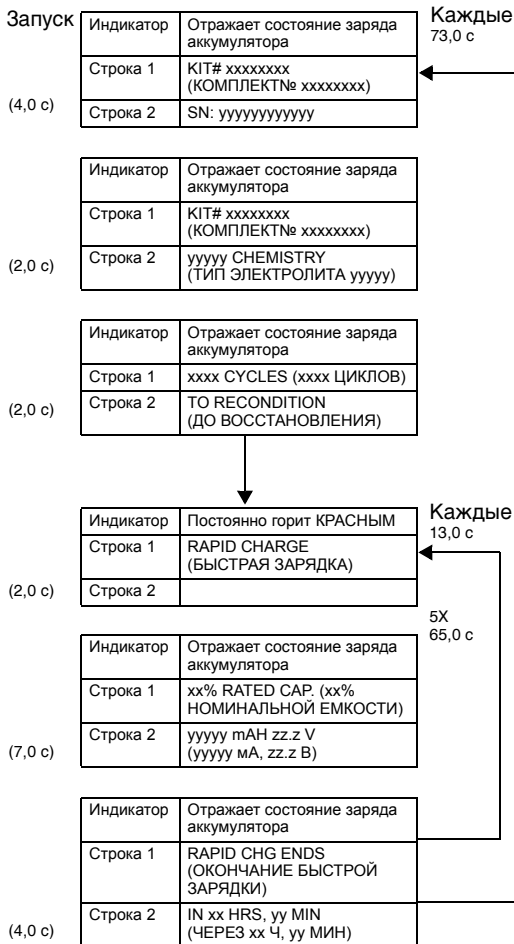 Запуск
Каждые
73,0 с
Индикатор
Отражает состояние заряда
аккумулятора
Строка 1
KIT# xxxxxxxx
(КОМПЛЕКТ№ xxxxxxxx)
(4,0 с)
Строка 2
SN: yyyyyyyyyyyy
Индикатор
Отражает состояние заряда
аккумулятора
Строка 1
KIT# xxxxxxxx
(КОМПЛЕКТ№ xxxxxxxx)
(2,0 с)
Строка 2
yyyyy CHEMISTRY
(ТИП ЭЛЕКТРОЛИТА yyyyy)
Индикатор
Отражает состояние заряда
аккумулятора
Строка 1
xxxx CYCLES (xxxx ЦИКЛОВ)
(2,0 с)
Строка 2
TO RECONDITION
(ДО ВОССТАНОВЛЕНИЯ)
Каждые
13,0 с
Индикатор
Постоянно горит КРАСНЫМ
Строка 1
RAPID CHARGE
(БЫСТРАЯ ЗАРЯДКА)
(2,0 с)
Строка 2
5X
65,0 с
Индикатор
Отражает состояние заряда
аккумулятора
Строка 1
xx% RATED CAP. (xx%
НОМИНАЛЬНОЙ ЕМКОСТИ)
(7,0 с)
Строка 2
yyyyy mAH zz.z V
(yyyyy мА, zz.z В)
Индикатор
Отражает состояние заряда
аккумулятора
Строка 1
RAPID CHG ENDS
(ОКОНЧАНИЕ БЫСТРОЙ
ЗАРЯДКИ)
(4,0 с)
Строка 2
IN xx HRS, yy MIN
(ЧЕРЕЗ xx Ч, yy МИН)